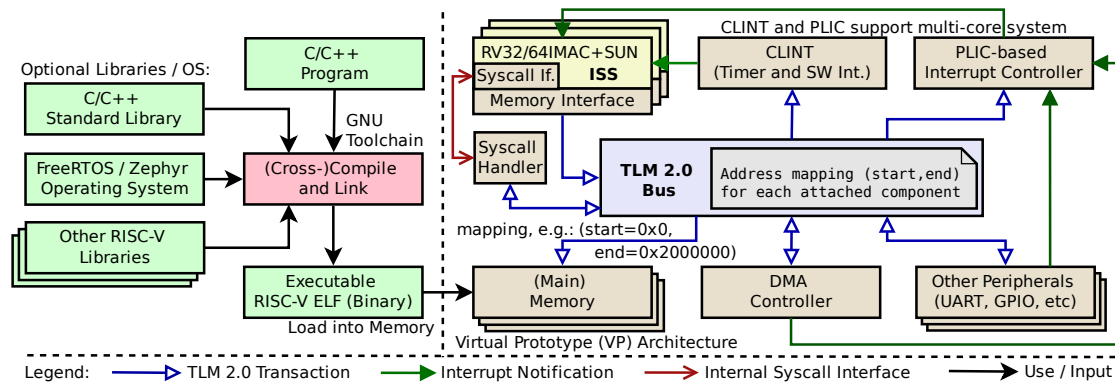 Optional Libraries / OS:
C/C++
Standard Library
FreeRTOS / Zephyr
Operating System
Other RISC-V
Libraries
C/C++
Program
GNU
Toolchain
(Cross-)Compile
and Link
Executable
RISC-V ELF (Binary)
Load into Memory
CLINT and PLIC support multi-core system
RV32/64IMAC+SUN
Syscall If.
ISS
Memory Interface
CLINT
(Timer and SW Int.)
PLIC-based
Interrupt Controller
Syscall
Handler
TLM 2.0
Bus
Address mapping (start,end)
for each attached component
mapping, e.g.: (start=0x0,
end=0x2000000)
(Main)
Memory
DMA
Controller
Other Peripherals
(UART, GPIO, etc)
Virtual Prototype (VP) Architecture
Legend:
TLM 2.0 Transaction
Interrupt Notification
Internal Syscall Interface
Use / Input